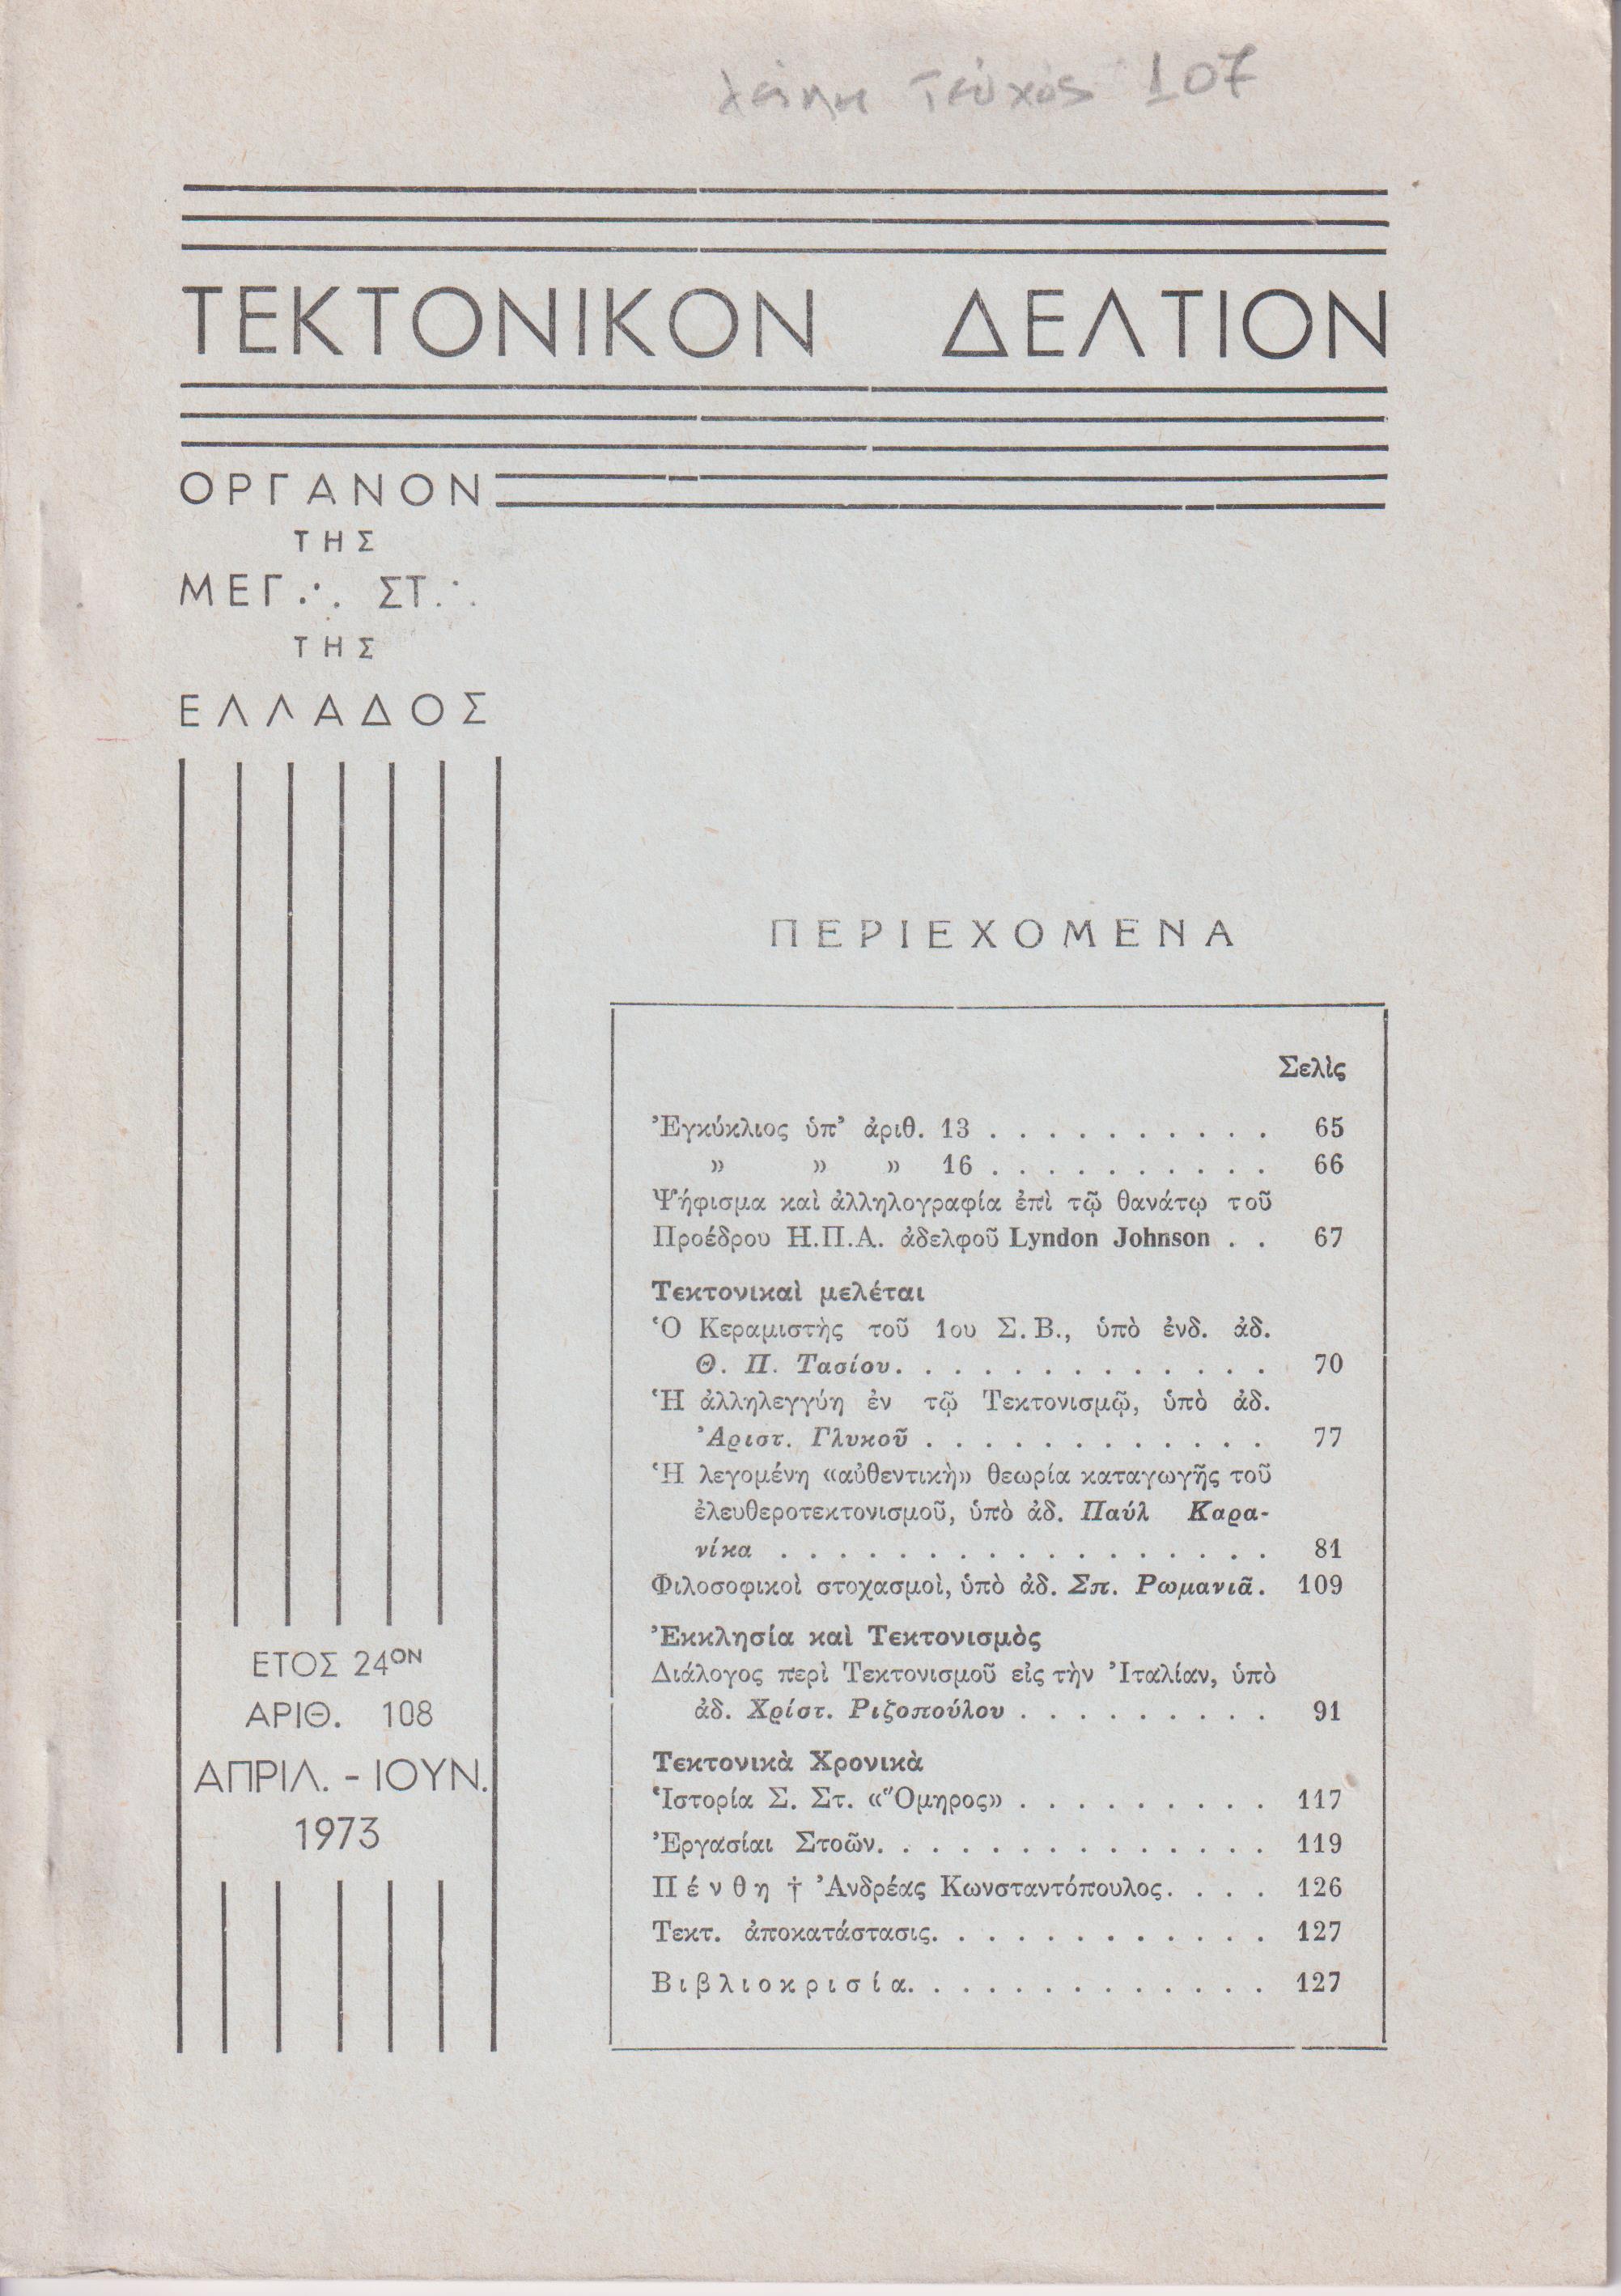 λείπει τεύχος 107
ΤΕΚΤΟΝΙΚΟΝ ΔΕΛΤΙΟΝ
ΟΡΓΑΝΟΝ
ΤΗΣ
ΜΕΓ∴ ΣΤ∴
ΤΗΣ
ΕΛΛΑΔΟΣ
ΠΕΡΙΕΧΟΜΕΝΑ
Σελὶς
Ἐγκύκλιος ὑπ’ ἀριθ. 13 . . . . . . . . . . 65
» » » 16 . . . . . . . . . . 66
Ψήφισμα καὶ ἀλληλογραφία ἐπὶ τῷ θανάτῳ τοῦ
Προέδρου Η.Π.Α. ἀδελφοῦ Lyndon Johnson . . 67
Τεκτονικαὶ μελέται
Ὁ Κεραμιστὴς τοῦ 1ου Σ.Β., ὑπὸ ἐνδ. ἀδ.
Θ. Π. Τασίου. . . . . . . . . . . . . . 70
Ἡ ἀλληλεγγύη ἐν τῷ Τεκτονισμῷ, ὑπὸ ἀδ.
Ἀριστ. Γλυκοῦ . . . . . . . . . . . . 77
Ἡ λεγομένη «αὐθεντικὴ» θεωρία καταγωγῆς τοῦ
ἐλευθεροτεκτονισμοῦ, ὑπὸ ἀδ. Παύλ Καρα-
νίκα . . . . . . . . . . . . . . . . . 81
Φιλοσοφικοὶ στοχασμοὶ, ὑπὸ ἀδ. Σπ. Ρωμανιᾶ. 109
Ἐκκλησία καὶ Τεκτονισμὸς
Διάλογος περὶ Τεκτονισμοῦ εἰς τὴν Ἰταλίαν, ὑπὸ
ἀδ. Χρίστ. Ριζοπούλου . . . . . . . . . 91
Τεκτονικὰ Χρονικὰ
Ἱστορία Σ. Στ. «Ὅμηρος» . . . . . . . . . 117
Ἐργασίαι Στοῶν. . . . . . . . . . . . . . 119
Πένθη † Ἀνδρέας Κωνσταντόπουλος. . . . 126
Τεκτ. ἀποκατάστασις. . . . . . . . . . . . 127
Βιβλιοκρισία. . . . . . . . . . . . . 127
ΕΤΟΣ 24ΟΝ
ΑΡΙΘ. 108
ΑΠΡΙΛ. - ΙΟΥΝ.
1973